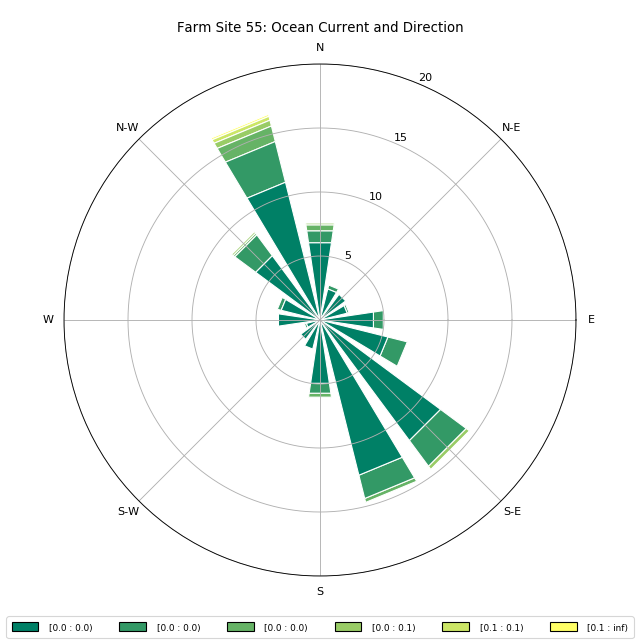 Farm Site 55: Ocean Current and Direction
N
20
N-W
N-E
15
10
5
W
E
S-W
S-E
S
[0.0 : 0.0) [0.0 : 0.0) [0.0 : 0.0) [0.0 : 0.1) [0.1 : 0.1) [0.1 : inf)